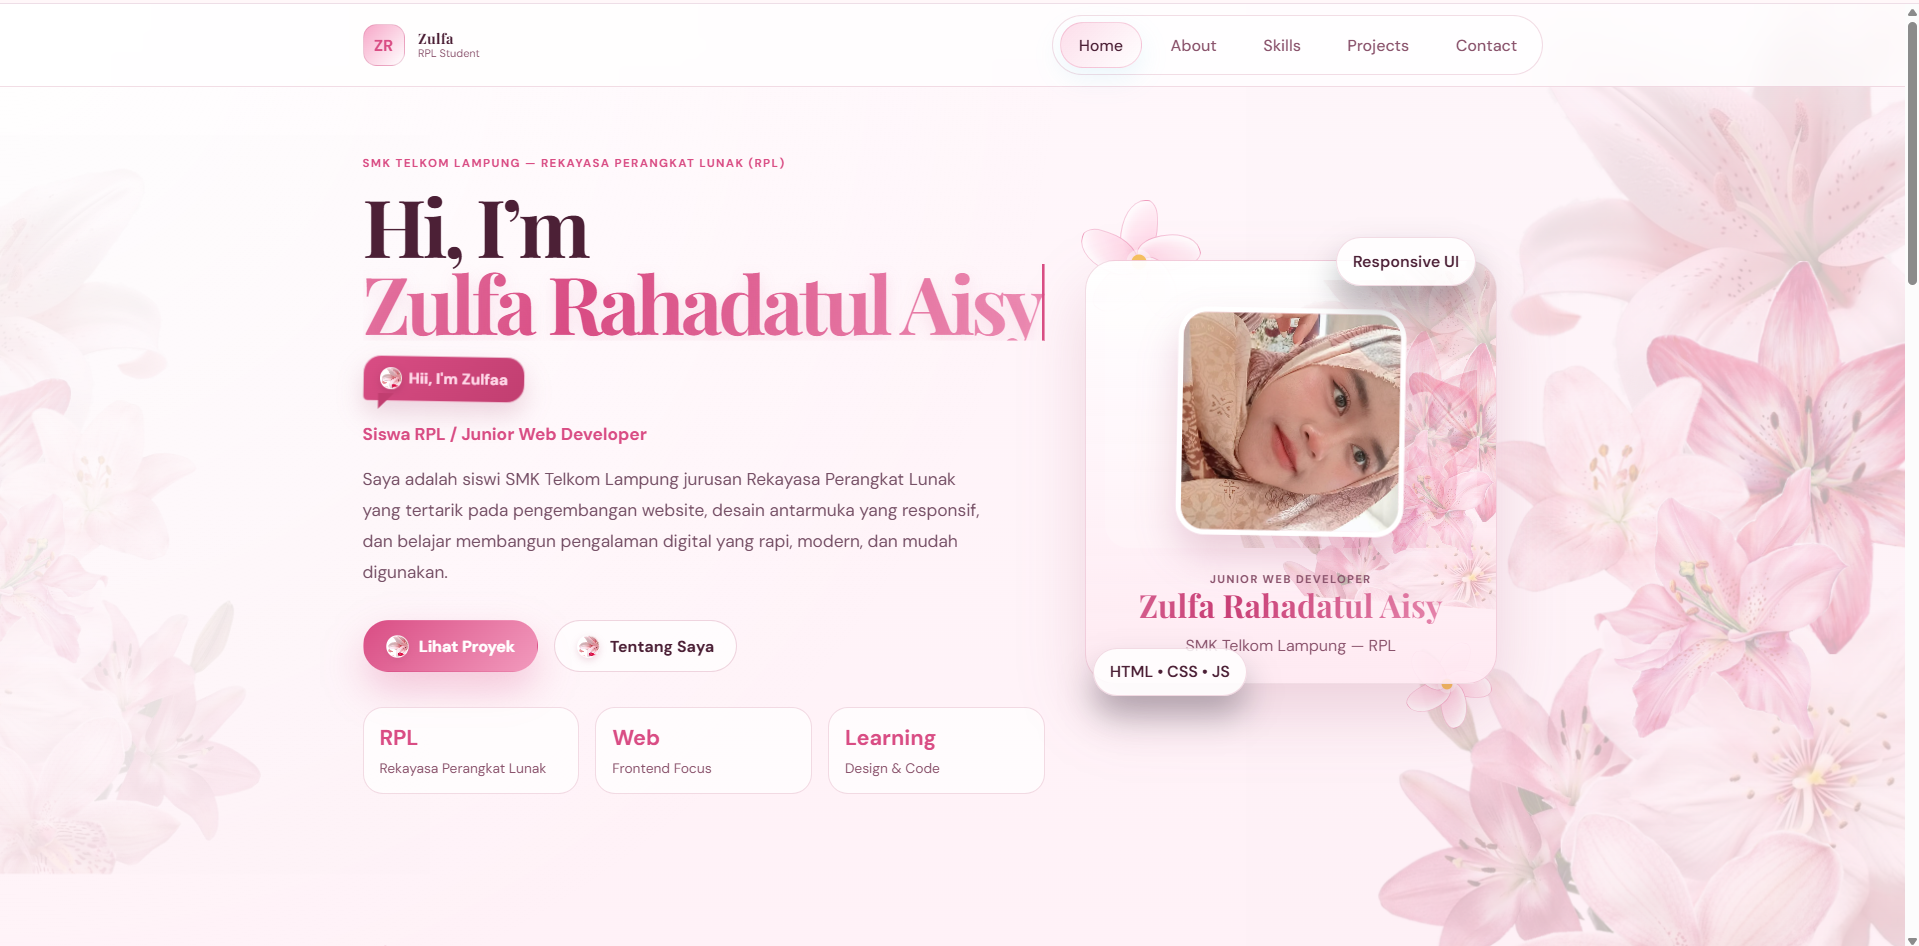 ZR
Zulfa
RPL Student
Home
About
Skills
Projects
Contact
SMK TELKOM LAMPUNG — REKAYASA PERANGKAT LUNAK (RPL)
Hi, I’m
Zulfa Rahadatul Aisy
Hii, I'm Zulfaa
Siswa RPL / Junior Web Developer
Saya adalah siswi SMK Telkom Lampung jurusan Rekayasa Perangkat Lunak
yang tertarik pada pengembangan website, desain antarmuka yang responsif,
dan belajar membangun pengalaman digital yang rapi, modern, dan mudah
digunakan.
Lihat Proyek
Tentang Saya
RPL
Rekayasa Perangkat Lunak
Web
Frontend Focus
Learning
Design & Code
Responsive UI
JUNIOR WEB DEVELOPER
Zulfa Rahadatul Aisy
SMK Telkom Lampung — RPL
HTML • CSS • JS